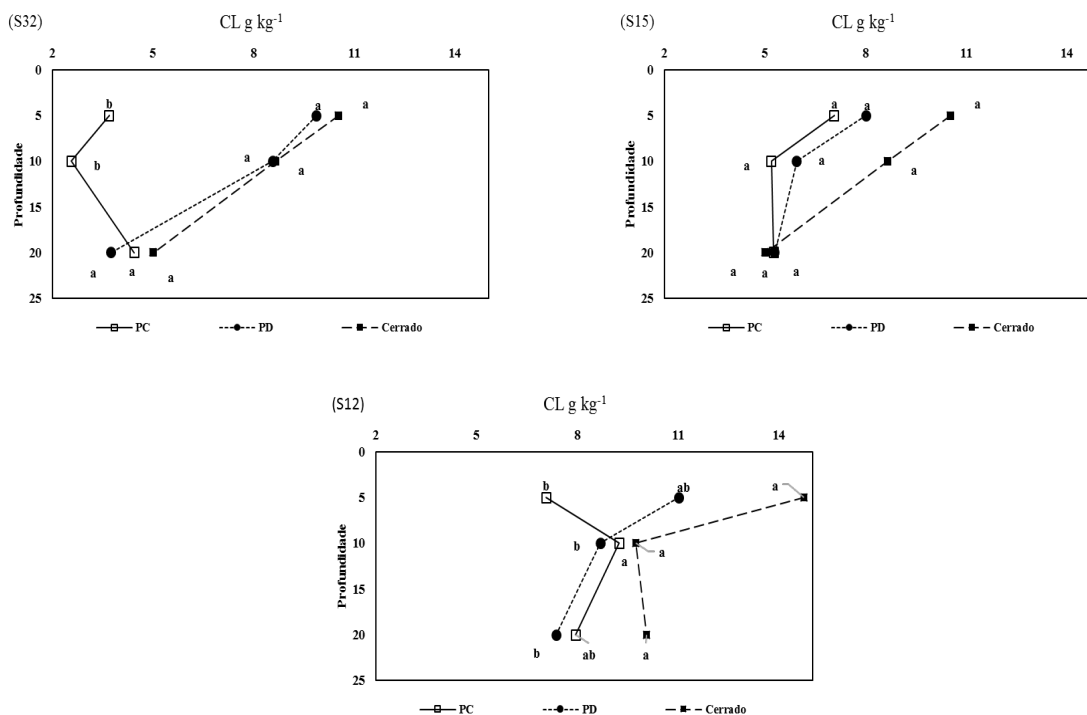 (S32) CL g kg⁻¹
2 5 8 11 14
0
5
10
15
20
25
Profundidade
b a a
b a a
a a a
PC PD Cerrado
(S15) CL g kg⁻¹
2 5 8 11 14
0
5
10
15
20
25
Profundidade
a a a
a a a
a a a
PC PD Cerrado
(S12) CL g kg⁻¹
2 5 8 11 14
0
5
10
15
20
25
Profundidade
b ab a
b a a
b ab a
PC PD Cerrado